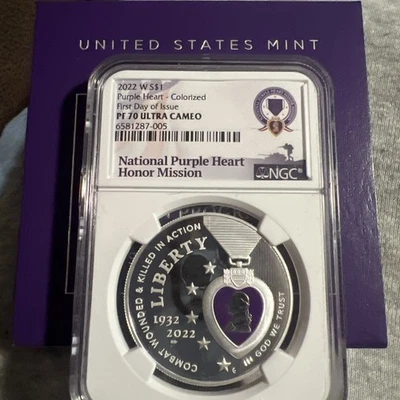 UNITED STATES MINT
2022 W S$1
Purple Heart - Colorized
First Day of Issue
PF 70 ULTRA CAMEO
6581287-005
National Purple Heart
Honor Mission
NGC
COMBAT WOUNDED & KILLED IN ACTION
LIBERTY
1932
2022
IN GOD WE TRUST